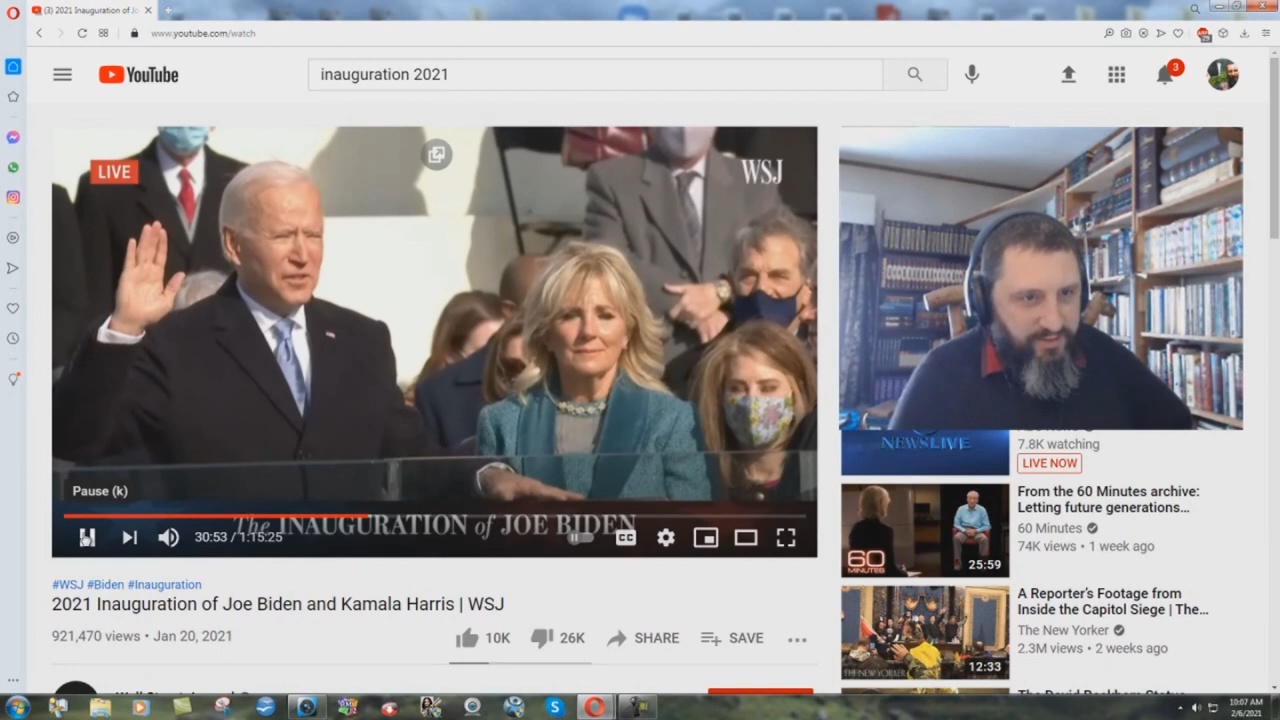 (3) 2021 Inauguration of Jo
www.youtube.com/watch
YouTube
inauguration 2021
3
LIVE
WSJ
Pause (k)
The INAUGURATION of JOE BIDEN
30:53 / 1:15:25
CC
#WSJ #Biden #Inauguration
2021 Inauguration of Joe Biden and Kamala Harris | WSJ
921,470 views • Jan 20, 2021
10K
26K
SHARE
SAVE
NEWSLIVE
7.8K watching
LIVE NOW
60
MINUTES
25:59
From the 60 Minutes archive:
Letting future generations…
60 Minutes
74K views • 1 week ago
THE NEW YORKER
12:33
A Reporter's Footage from
Inside the Capitol Siege | The…
The New Yorker
2.3M views • 2 weeks ago
10:07 AM
2/6/2021